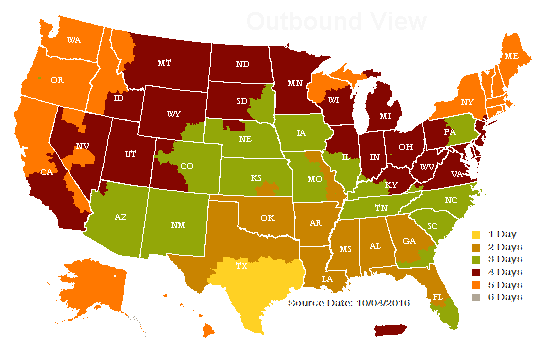 Outbound View
WA
OR
CA
NV
ID
MT
WY
UT
CO
AZ
NM
ND
SD
NE
KS
OK
TX
MN
IA
MO
AR
LA
WI
IL
MI
IN
OH
KY
TN
MS
AL
GA
FL
SC
NC
VA
WV
PA
NY
ME
1 Day
2 Days
3 Days
4 Days
5 Days
6 Days
Source Date: 10/04/2016